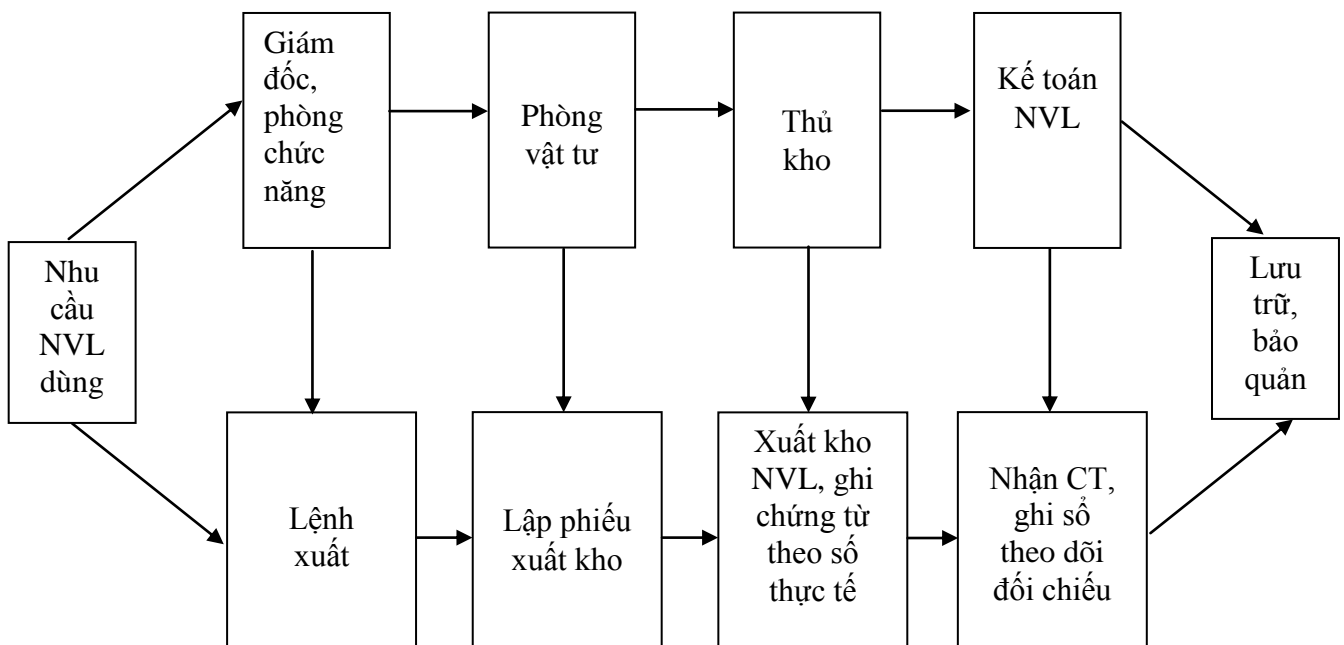 Giám
đốc,
phòng
chức
năng
Phòng
vật tư
Thủ
kho
Kế toán
NVL
Nhu
cầu
NVL
dùng
Lưu
trữ,
bảo
quản
Lệnh
xuất
Lập phiếu
xuất kho
Xuất kho
NVL, ghi
chứng từ
theo số
thực tế
Nhận CT,
ghi sổ
theo dõi
đối chiếu